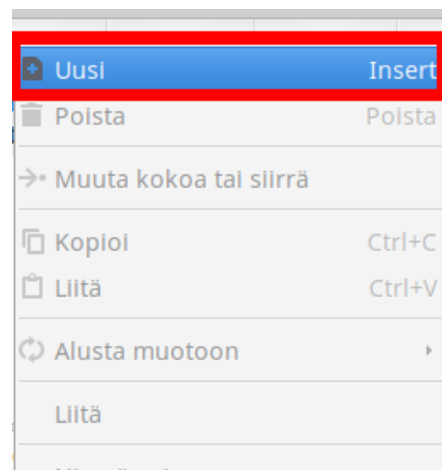 Uusi Insert
Poista Poista
Muuta kokoa tai siirrä
Kopioi Ctrl+C
Liitä Ctrl+V
Alusta muotoon
Liitä